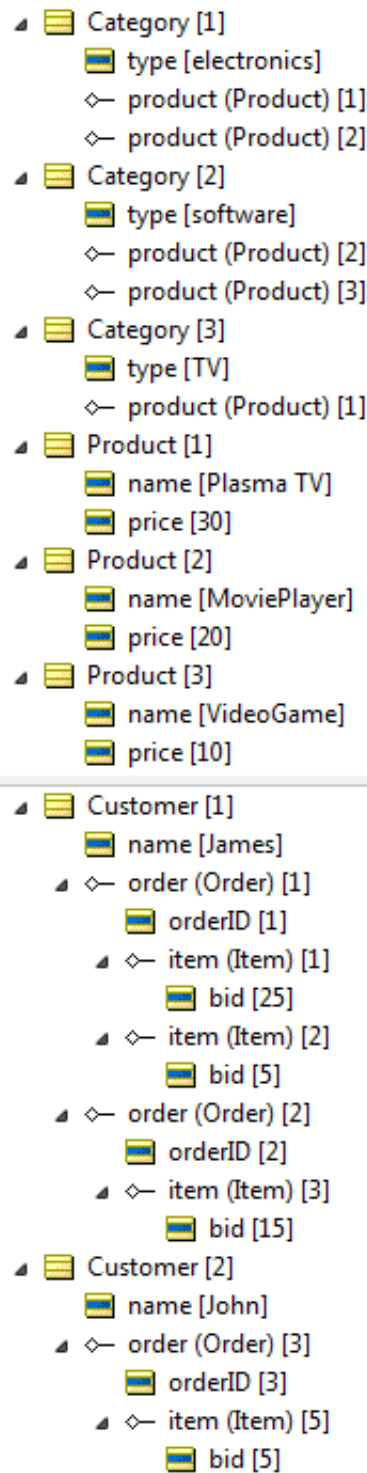 Category [1]
type [electronics]
product (Product) [1]
product (Product) [2]
Category [2]
type [software]
product (Product) [2]
product (Product) [3]
Category [3]
type [TV]
product (Product) [1]
Product [1]
name [Plasma TV]
price [30]
Product [2]
name [MoviePlayer]
price [20]
Product [3]
name [VideoGame]
price [10]
Customer [1]
name [James]
order (Order) [1]
orderID [1]
item (Item) [1]
bid [25]
item (Item) [2]
bid [5]
order (Order) [2]
orderID [2]
item (Item) [3]
bid [15]
Customer [2]
name [John]
order (Order) [3]
orderID [3]
item (Item) [5]
bid [5]